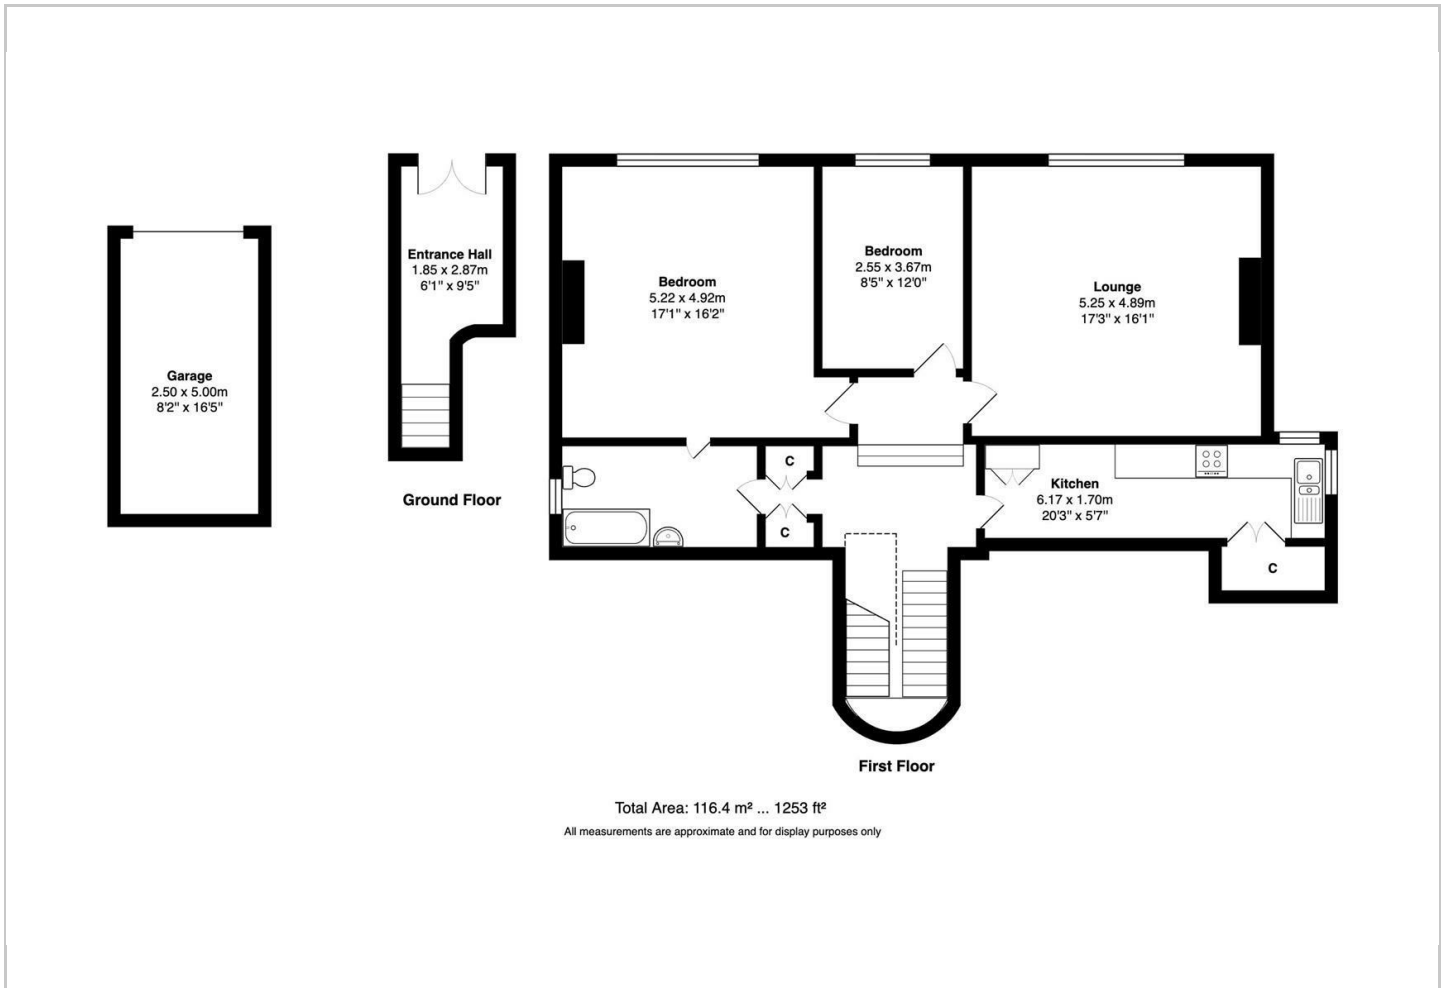 Entrance Hall
1.85 x 2.87m
6'1" x 9'5"
Bedroom
5.22 x 4.92m
17'1" x 16'2"
Bedroom
2.55 x 3.67m
8'5" x 12'0"
Lounge
5.25 x 4.89m
17'3" x 16'1"
Garage
2.50 x 5.00m
8'2" x 16'5"
Ground Floor
C
C
Kitchen
6.17 x 1.70m
20'3" x 5'7"
C
First Floor
Total Area: 116.4 m² ... 1253 ft²
All measurements are approximate and for display purposes only